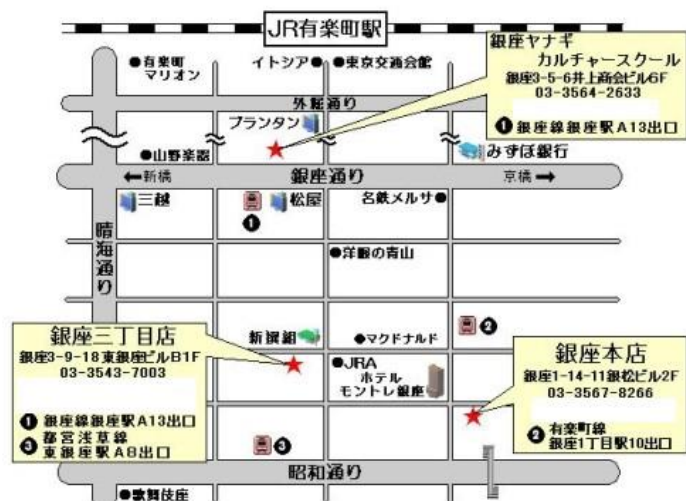 JR有楽町駅
●有楽町
マリオン
イトシア●
●東京交通会館
外堀通り
プランタン
銀座ヤナギ
カルチャースクール
銀座3-5-6井上商会ビル6F
03-3564-2633
❶銀座線銀座駅A13出口
●山野楽器
みずほ銀行
←新橋
銀座通り
京橋→
三越
❶
松屋
名鉄メルサ●
晴海通り
●洋服の青山
新撰組
●マクドナルド
❷
銀座三丁目店
銀座3-9-18東銀座ビルB1F
03-3543-7003
❶銀座線銀座駅A13出口
❸都営浅草線
東銀座駅A8出口
●JRA
ホテル
モントレ銀座
銀座本店
銀座1-14-11銀松ビル2F
03-3567-8266
❷有楽町線
銀座1丁目駅10出口
❸
昭和通り
●歌舞伎座